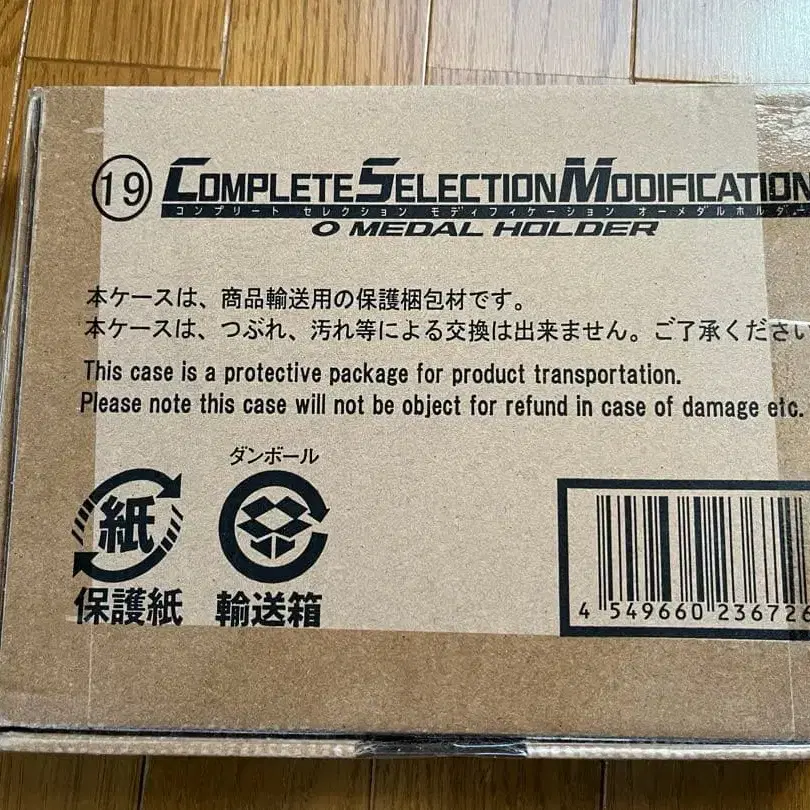 19 COMPLETE SELECTION MODIFICATION
コンプリート セレクション モディフィケーション オーメダルホルダー
O MEDAL HOLDER
本ケースは、商品輸送用の保護梱包材です。
本ケースは、つぶれ、汚れ等による交換は出来ません。ご了承ください
This case is a protective package for product transportation.
Please note this case will not be object for refund in case of damage etc.
ダンボール
紙
保護紙 輸送箱
4 549660 236726